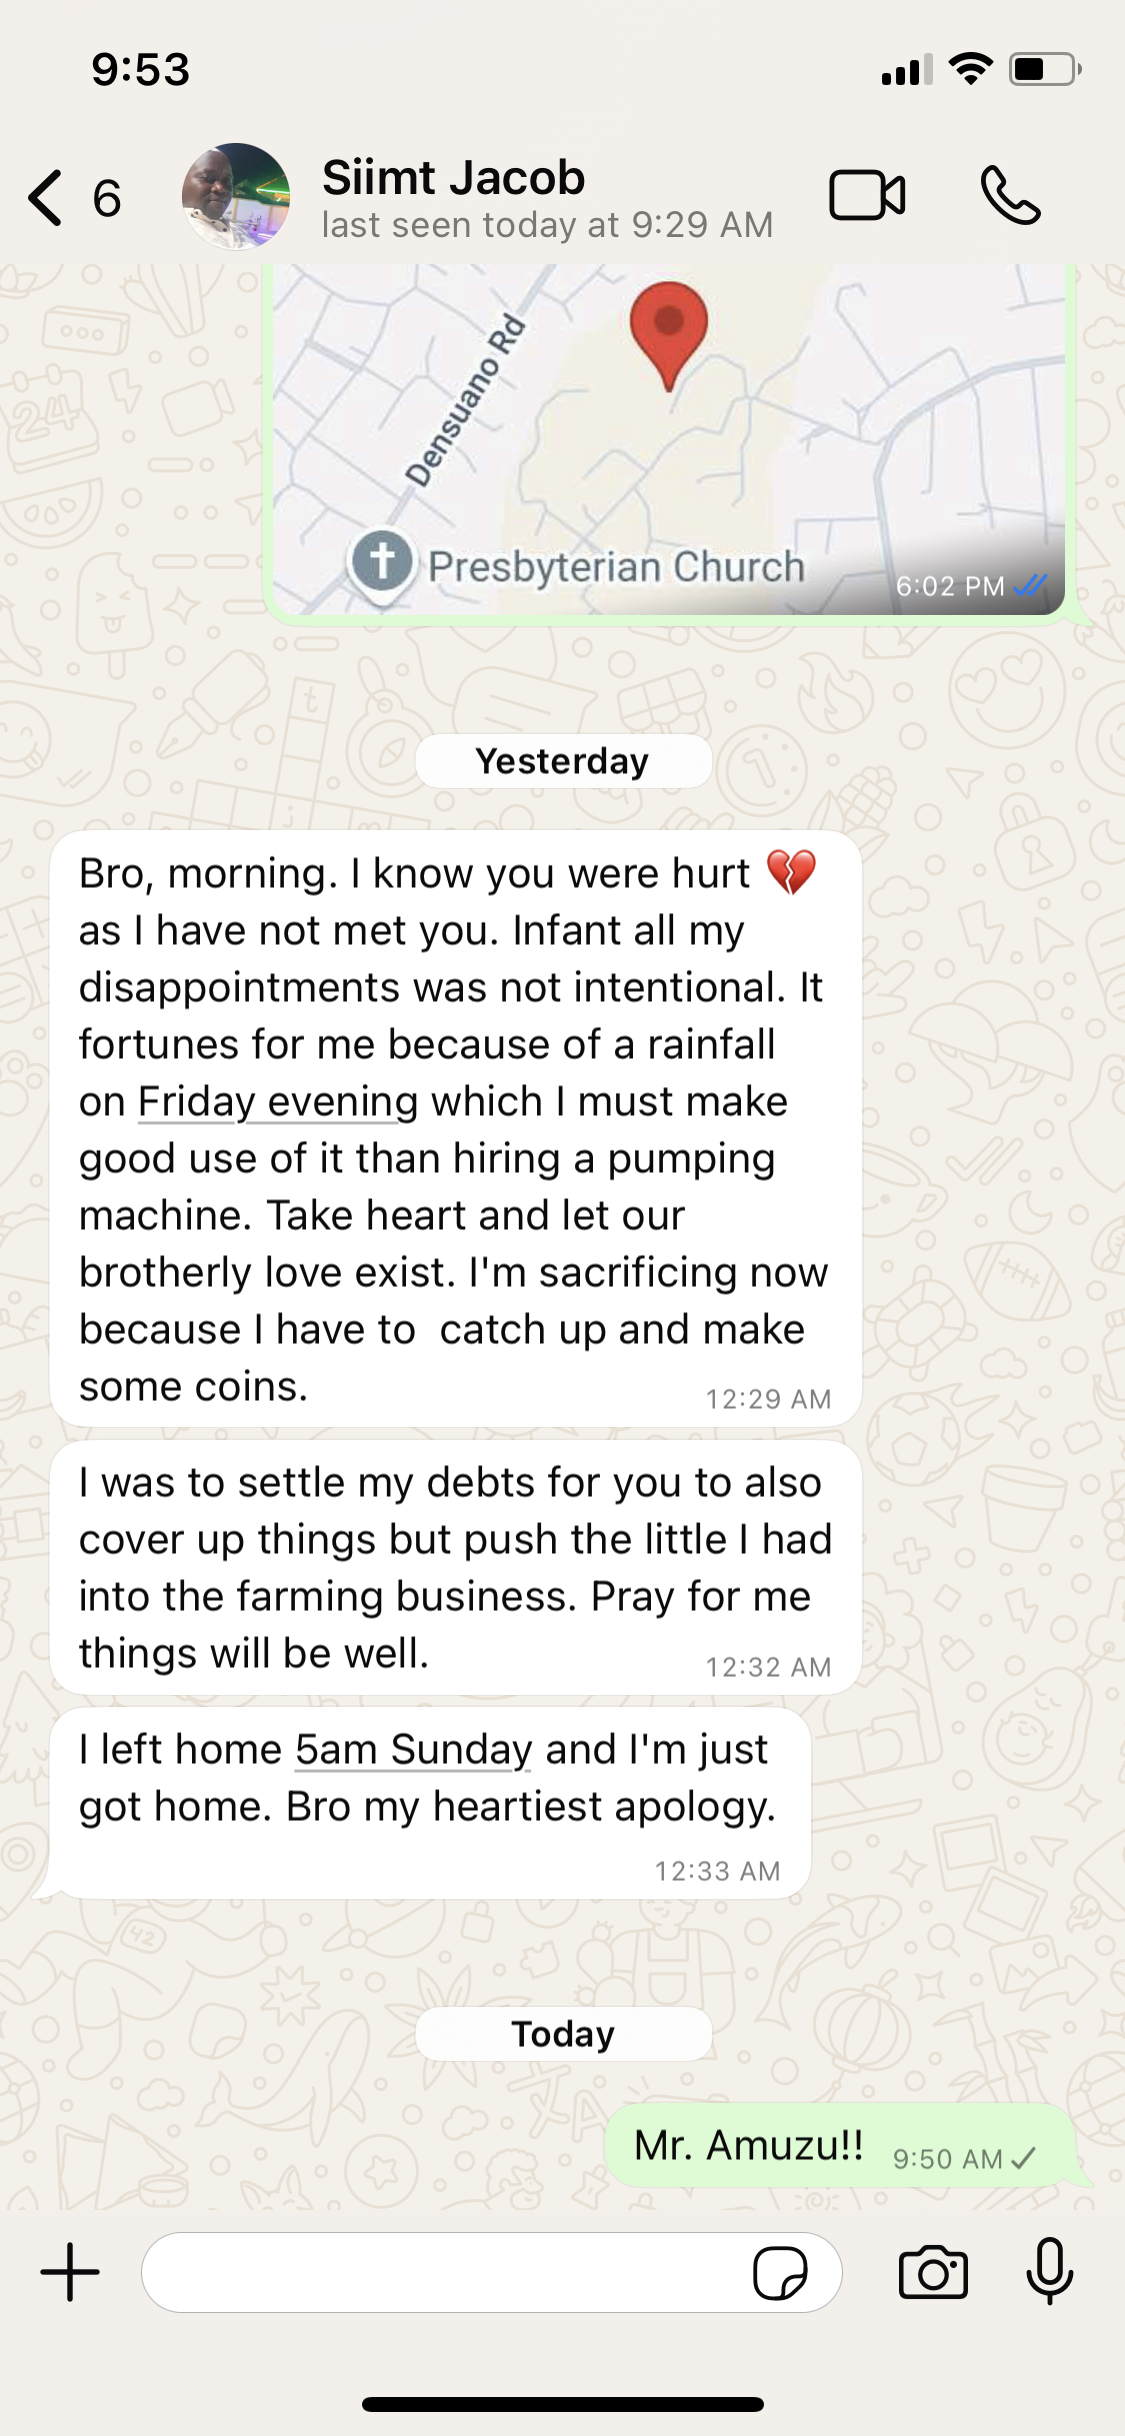 9:53
6
Siimt Jacob
last seen today at 9:29 AM
Densuano Rd
Presbyterian Church
6:02 PM
Yesterday
Bro, morning. I know you were hurt 💔
as I have not met you. Infant all my
disappointments was not intentional. It
fortunes for me because of a rainfall
on Friday evening which I must make
good use of it than hiring a pumping
machine. Take heart and let our
brotherly love exist. I'm sacrificing now
because I have to  catch up and make
some coins.
12:29 AM
I was to settle my debts for you to also
cover up things but push the little I had
into the farming business. Pray for me
things will be well.
12:32 AM
I left home 5am Sunday and I'm just
got home. Bro my heartiest apology.
12:33 AM
Today
Mr. Amuzu!!
9:50 AM